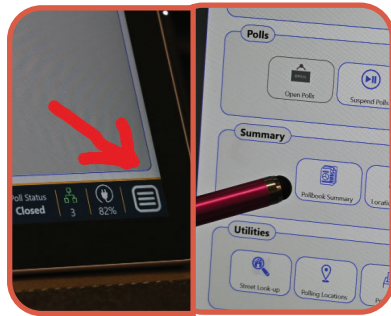 Poll Status
Closed
3
82%
Polls
Open Polls
Suspend Polls
Summary
Pollbook Summary
Utilities
Street Look-up
Polling Locations